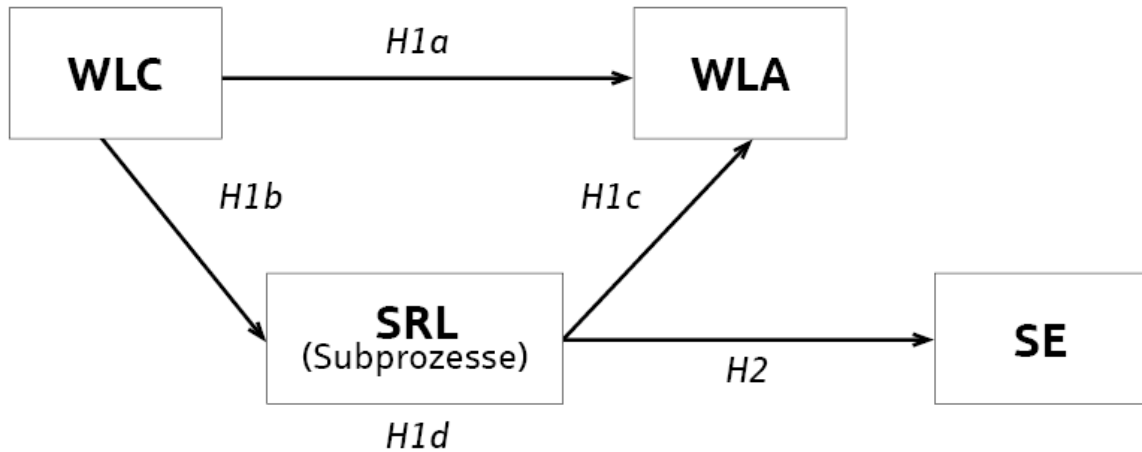 H1a
WLC
WLA
H1b
H1c
SRL
(Subprozesse)
SE
H2
H1d